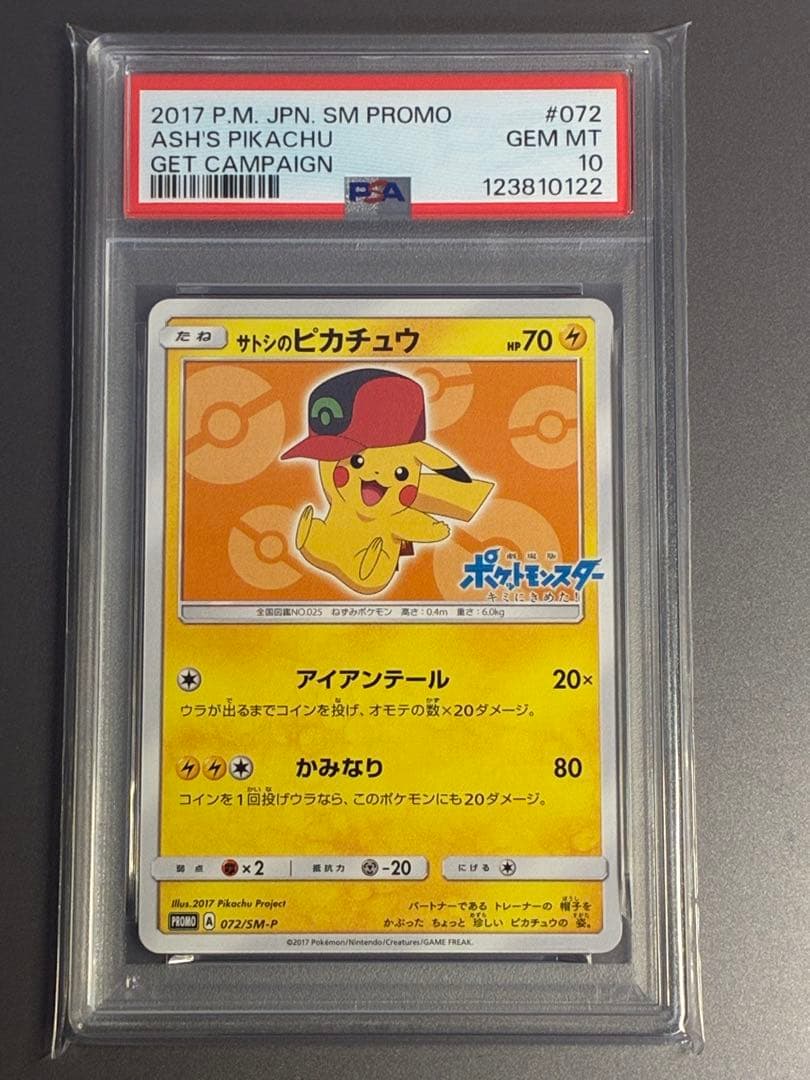 2017 P.M. JPN. SM PROMO #072
ASH'S PIKACHU GEM MT
GET CAMPAIGN 10
PSA 123810122
たね サトシのピカチュウ HP70
劇場版
ポケットモンスター
キミにきめた!
全国図鑑NO.025 ねずみポケモン 高さ:0.4m 重さ:6.0kg
アイアンテール 20×
ウラが出るまでコインを投げ、オモテの数×20ダメージ。
かみなり 80
コインを1回投げウラなら、このポケモンにも20ダメージ。
弱点 ×2 抵抗力 -20 にげる
Illus.2017 Pikachu Project
PROMO A 072/SM-P
パートナーである トレーナーの 帽子を
かぶった ちょっと 珍しい ピカチュウの 姿。
©2017 Pokémon/Nintendo/Creatures/GAME FREAK.